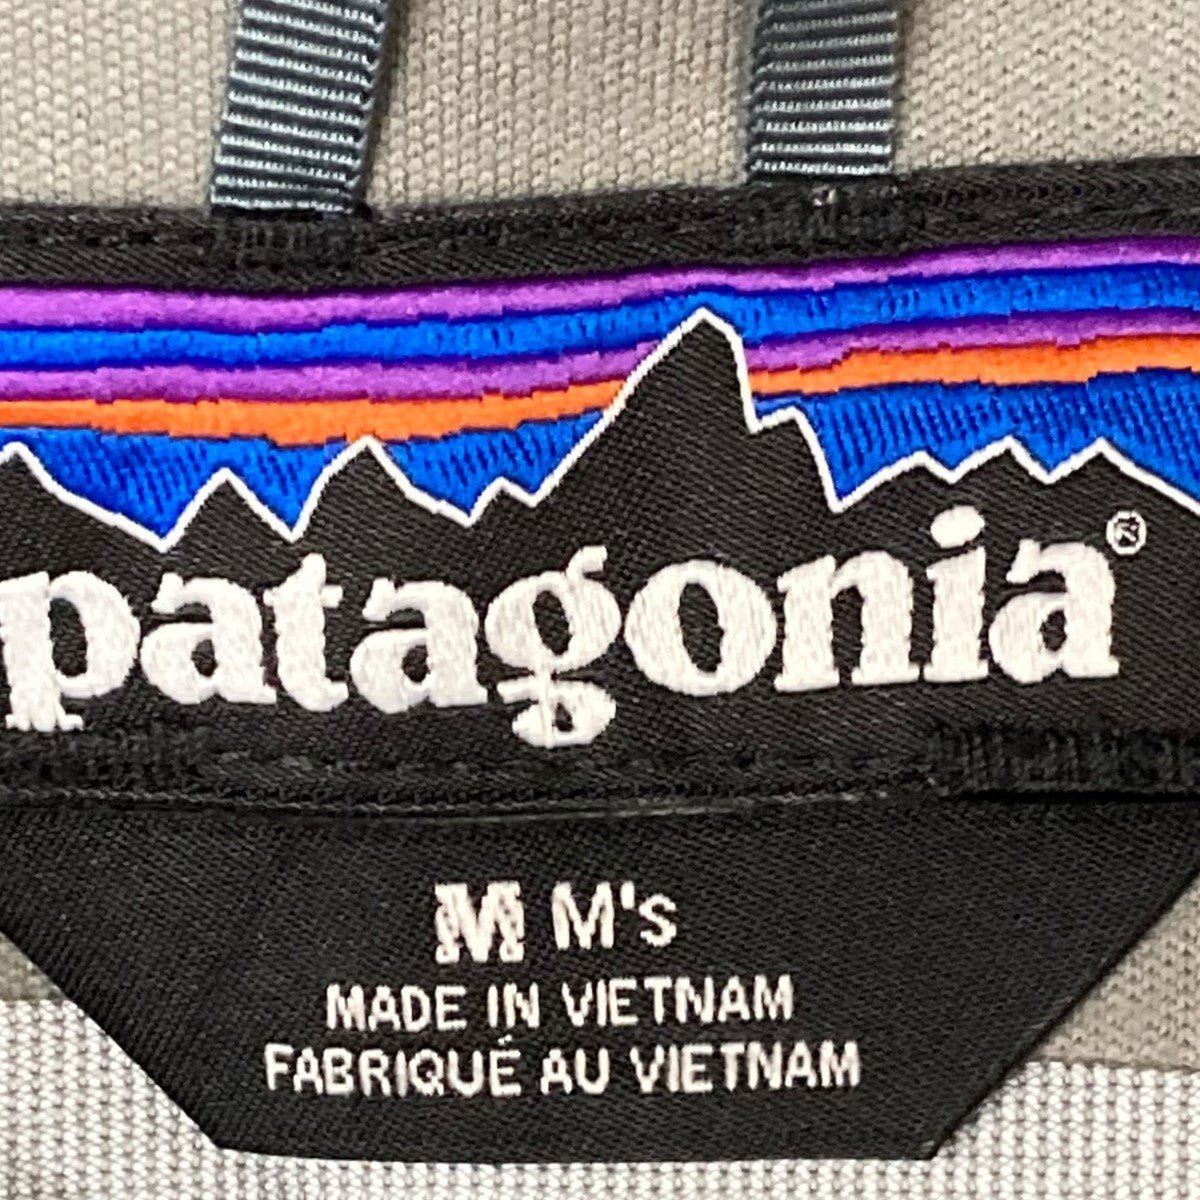 patagonia®
M M's
MADE IN VIETNAM
FABRIQUÉ AU VIETNAM